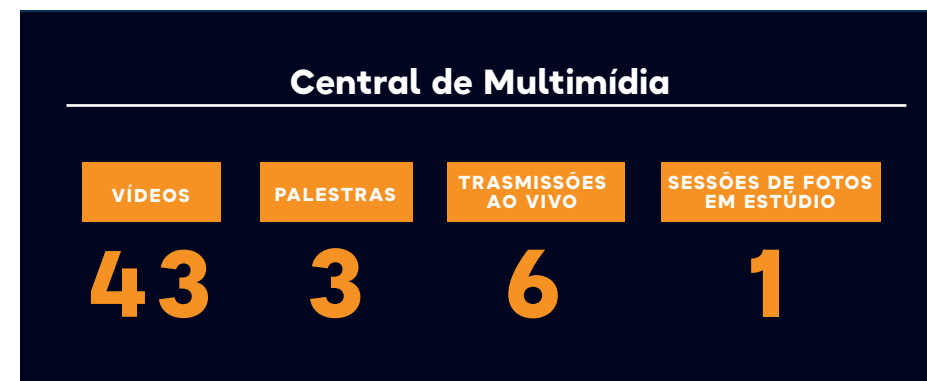 Central de Multimídia
VÍDEOS
PALESTRAS
TRASMISSÕES
AO VIVO
SESSÕES DE FOTOS
EM ESTÚDIO
43
3
6
1